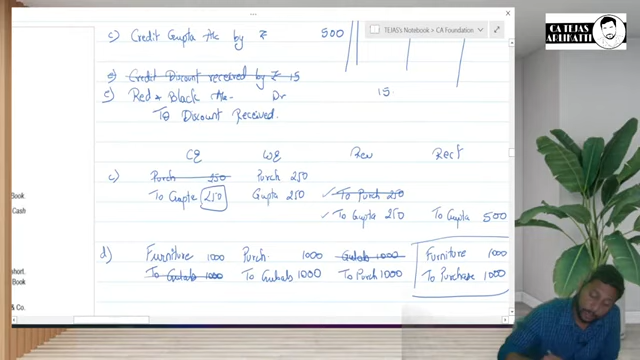 c) Credit Gupta A/c by ₹ 500
TEJAS's Notebook > CA Foundation
CA TEJAS
e) Credit Discount received by ₹ 15
e) Red & Black A/c Dr 15
To Discount Received.
CE WE Rev Rect
c) Purch 250 Purch 250
To Gupta 250 Gupta 250 ✓ To Purch 250
✓ To Gupta 250 To Gupta 500
d) Furniture 1000 Purch 1000 Gulab 1000 Furniture 1000
To Gulab 1000 To Gulab 1000 To Purch 1000 To Purchase 1000
Book.
Cash
short.
Book
& Co.